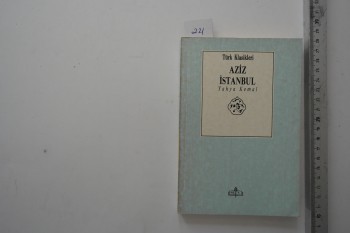 221
Türk Klasikleri
AZİZ
İSTANBUL
Yahya Kemal